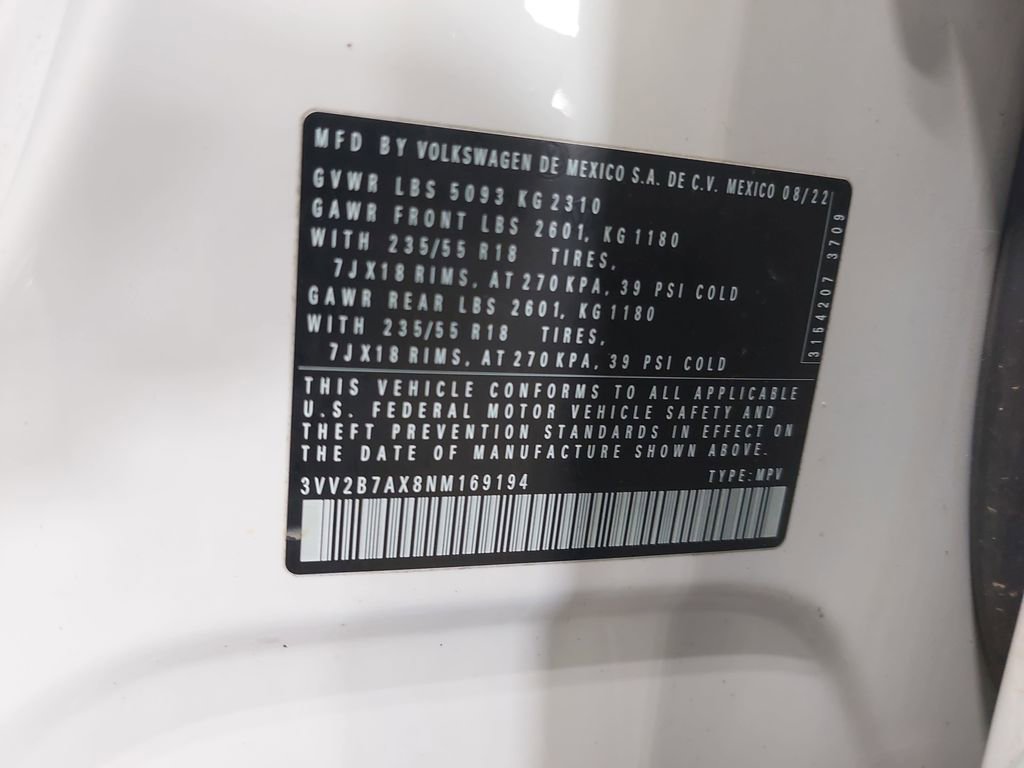 MFD BY VOLKSWAGEN DE MEXICO S.A. DE C.V. MEXICO 08/22
GVWR LBS 5093 KG 2310
GAWR FRONT LBS 2601, KG 1180
WITH 235/55 R18 TIRES,
7JX18 RIMS, AT 270 KPA, 39 PSI COLD
GAWR REAR LBS 2601, KG 1180
WITH 235/55 R18 TIRES,
7JX18 RIMS, AT 270 KPA, 39 PSI COLD
3164207 3709
THIS VEHICLE CONFORMS TO ALL APPLICABLE
U.S. FEDERAL MOTOR VEHICLE SAFETY AND
THEFT PREVENTION STANDARDS IN EFFECT ON
THE DATE OF MANUFACTURE SHOWN ABOVE.
3VV2B7AX8NM169194 TYPE: MPV